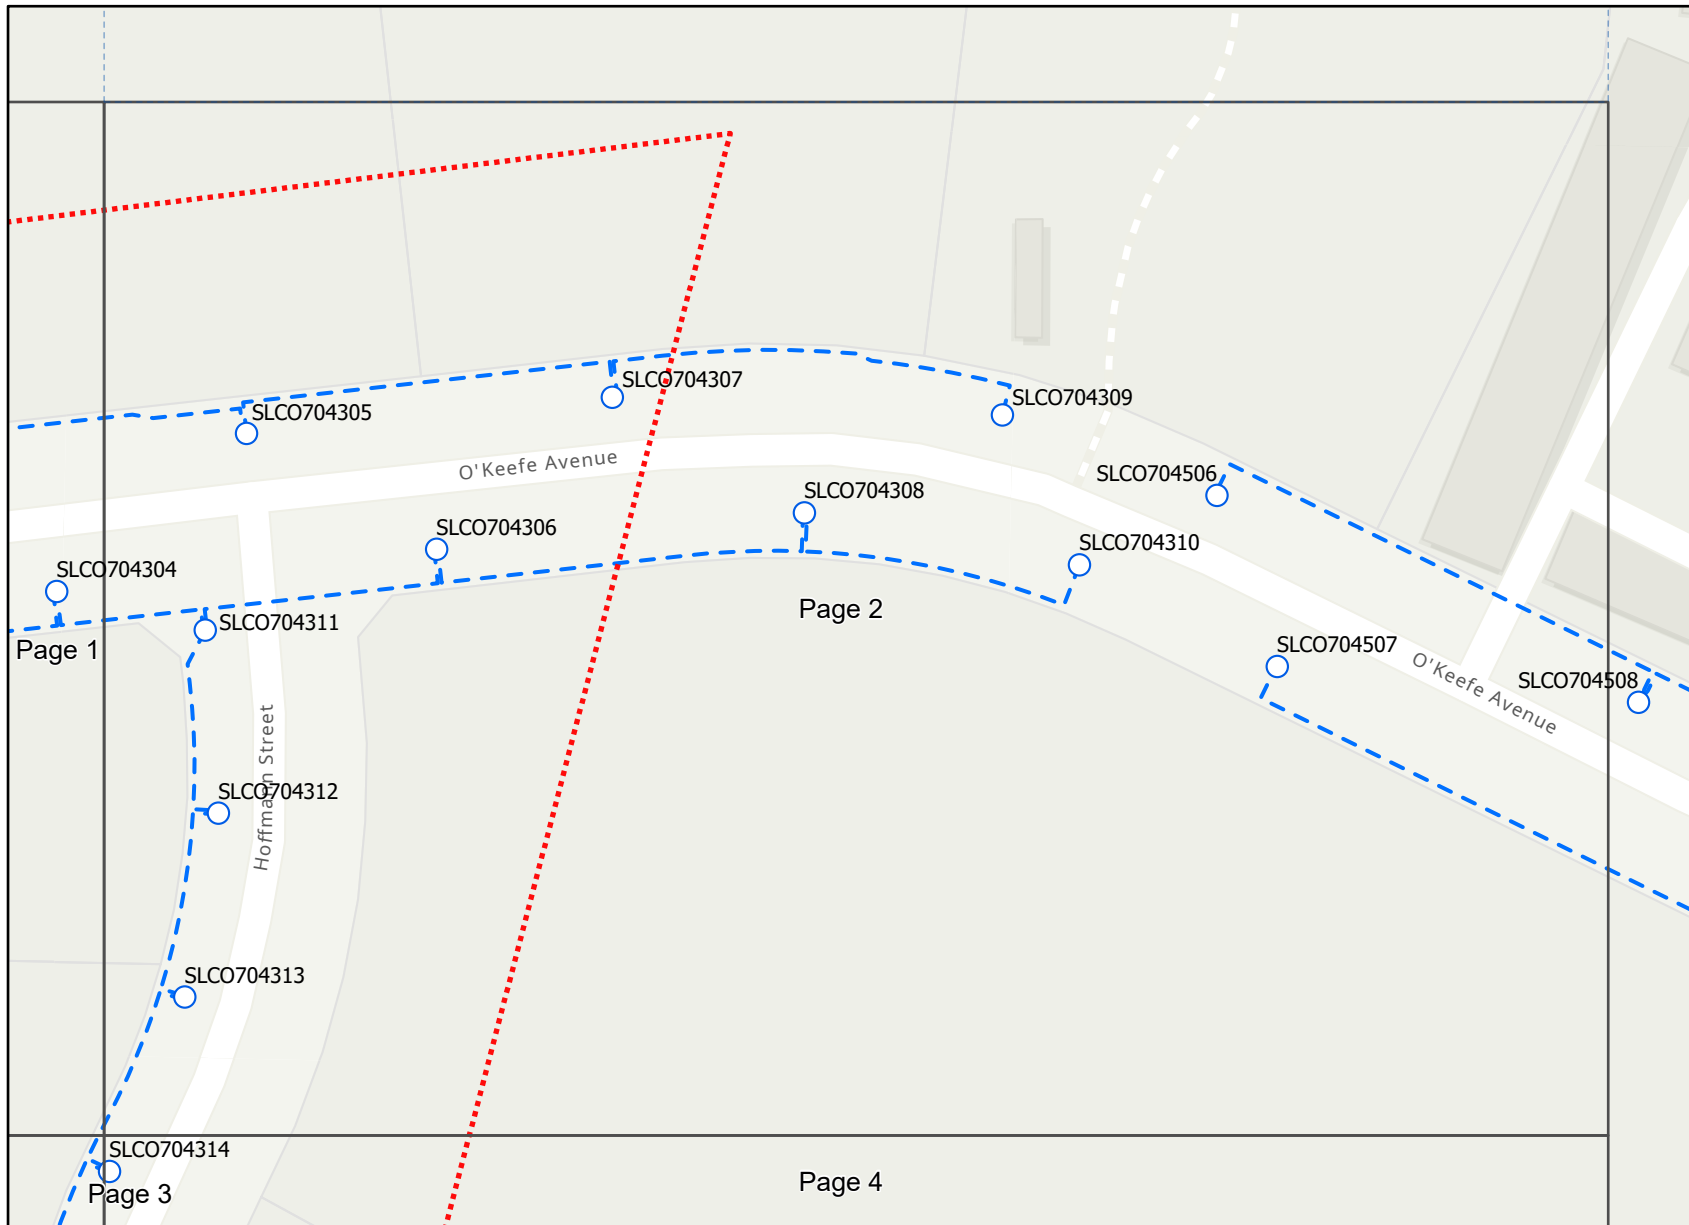 SLCO704307
SLCO704309
SLCO704305
O'Keefe Avenue
SLCO704506
SLCO704308
SLCO704306
SLCO704310
SLCO704304
Page 2
SLCO704311
Page 1
SLCO704507
O'Keefe Avenue
SLCO704508
Hoffmann Street
SLCO704312
SLCO704313
SLCO704314
Page 3
Page 4